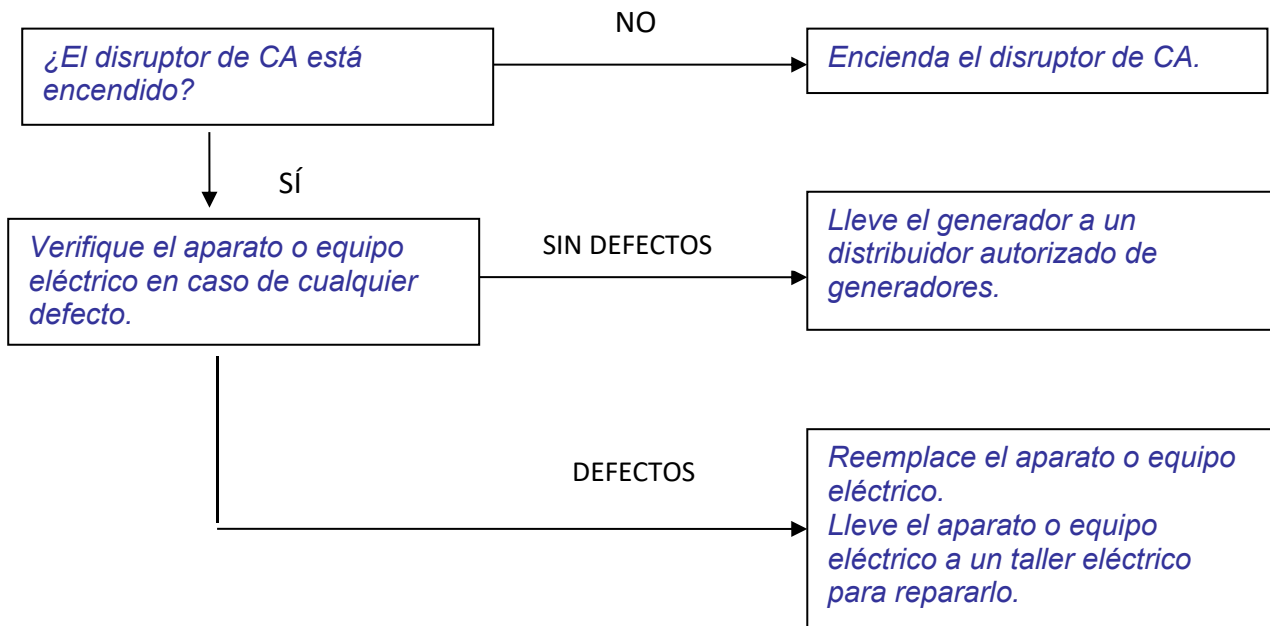 NO
¿El disruptor de CA está
encendido?
Encienda el disruptor de CA.
SÍ
Verifique el aparato o equipo
eléctrico en caso de cualquier
defecto.
SIN DEFECTOS
Lleve el generador a un
distribuidor autorizado de
generadores.
DEFECTOS
Reemplace el aparato o equipo
eléctrico.
Lleve el aparato o equipo
eléctrico a un taller eléctrico
para repararlo.